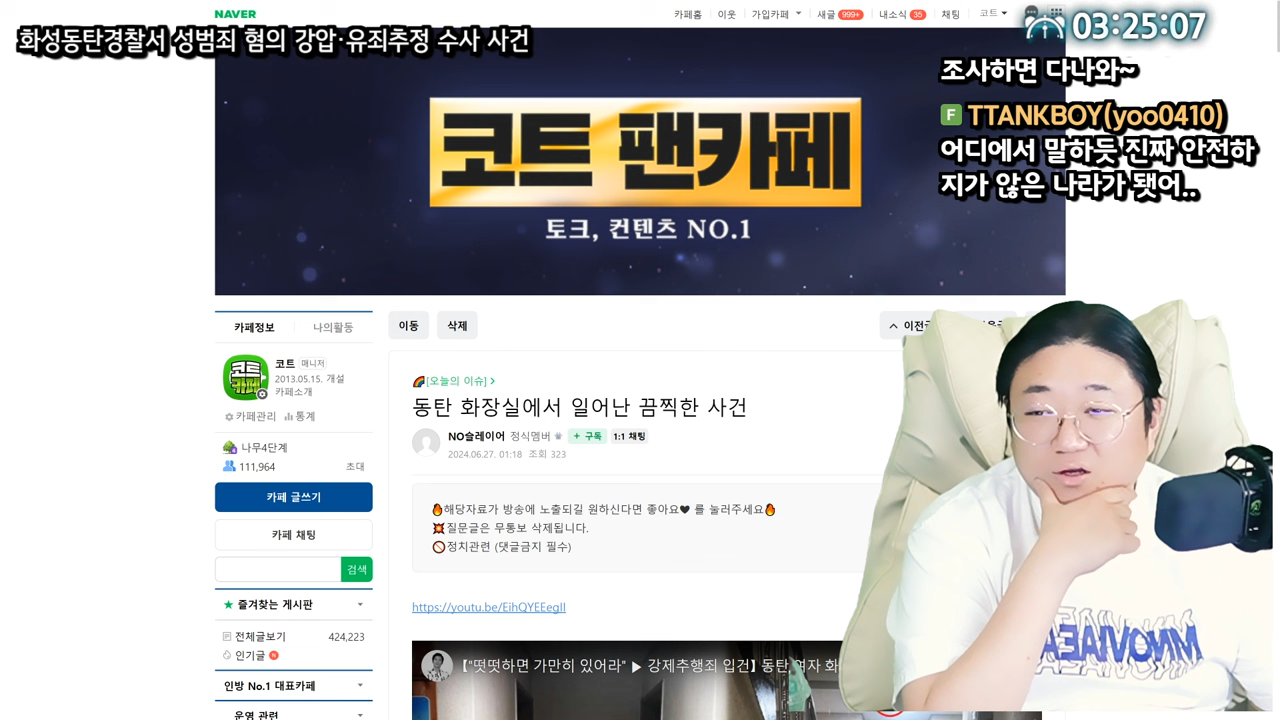 NAVER
카페홈 이웃 가입카페 새글 999+ 내소식 35 채팅 코트
화성동탄경찰서 성범죄 혐의 강압·유죄추정 수사 사건
03:25:07
조사하면 다나와~
F TTANKBOY(yoo0410)
어디에서 말하듯 진짜 안전하
지가 않은 나라가 됏어..
코트 팬카페
토크, 컨텐츠 NO.1
카페정보 나의활동
코트 매니저
2013.05.15. 개설
카페소개
카페관리 통계
나무4단계
111,964 초대
카페 글쓰기
카페 채팅
검색
즐겨찾는 게시판
전체글보기 424,223
인기글 N
인방 No.1 대표카페
운영 관련
이동 삭제
[오늘의 이슈]
동탄 화장실에서 일어난 끔찍한 사건
NO슬레이어 정식멤버 + 구독 1:1 채팅
2024.06.27. 01:18 조회 323
해당자료가 방송에 노출되길 원하신다면 좋아요 를 눌러주세요
질문글은 무통보 삭제됩니다.
정치관련 (댓글금지 필수)
https://youtu.be/EihQYEEegII
【"떳떳하면 가만히 있어라" ▶ 강제추행죄 입건】 동탄 여자 화